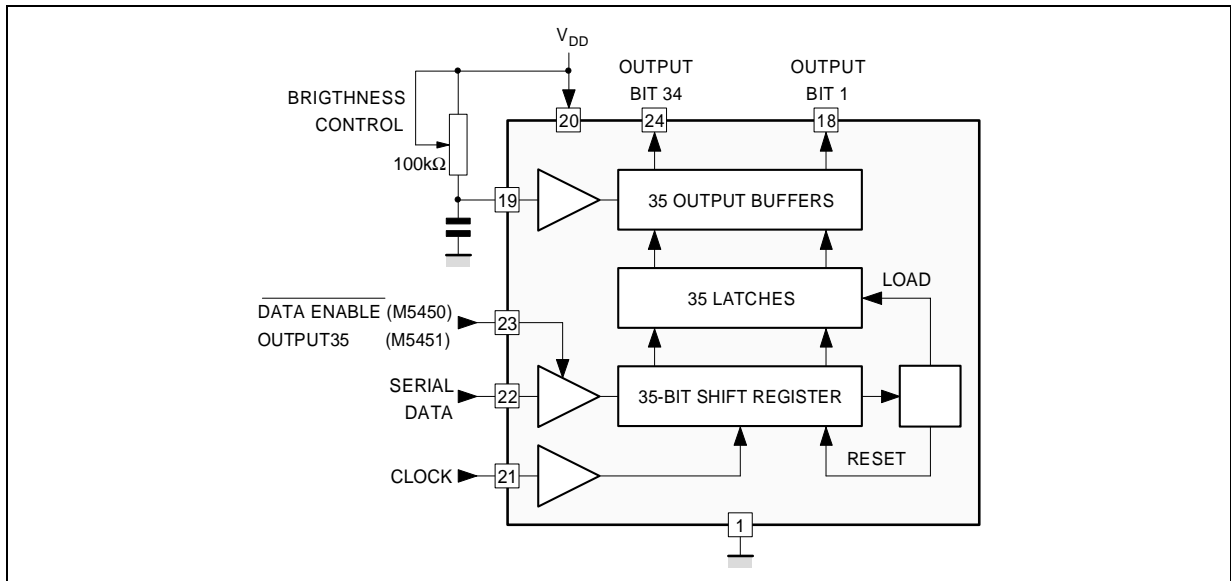 VDD
OUTPUT
BIT 34
OUTPUT
BIT 1
BRIGTHNESS
CONTROL
20
24
18
100kΩ
19
35 OUTPUT BUFFERS
LOAD
35 LATCHES
DATA ENABLE (M5450)
23
OUTPUT35 (M5451)
SERIAL
DATA
22
35-BIT SHIFT REGISTER
RESET
CLOCK
21
1